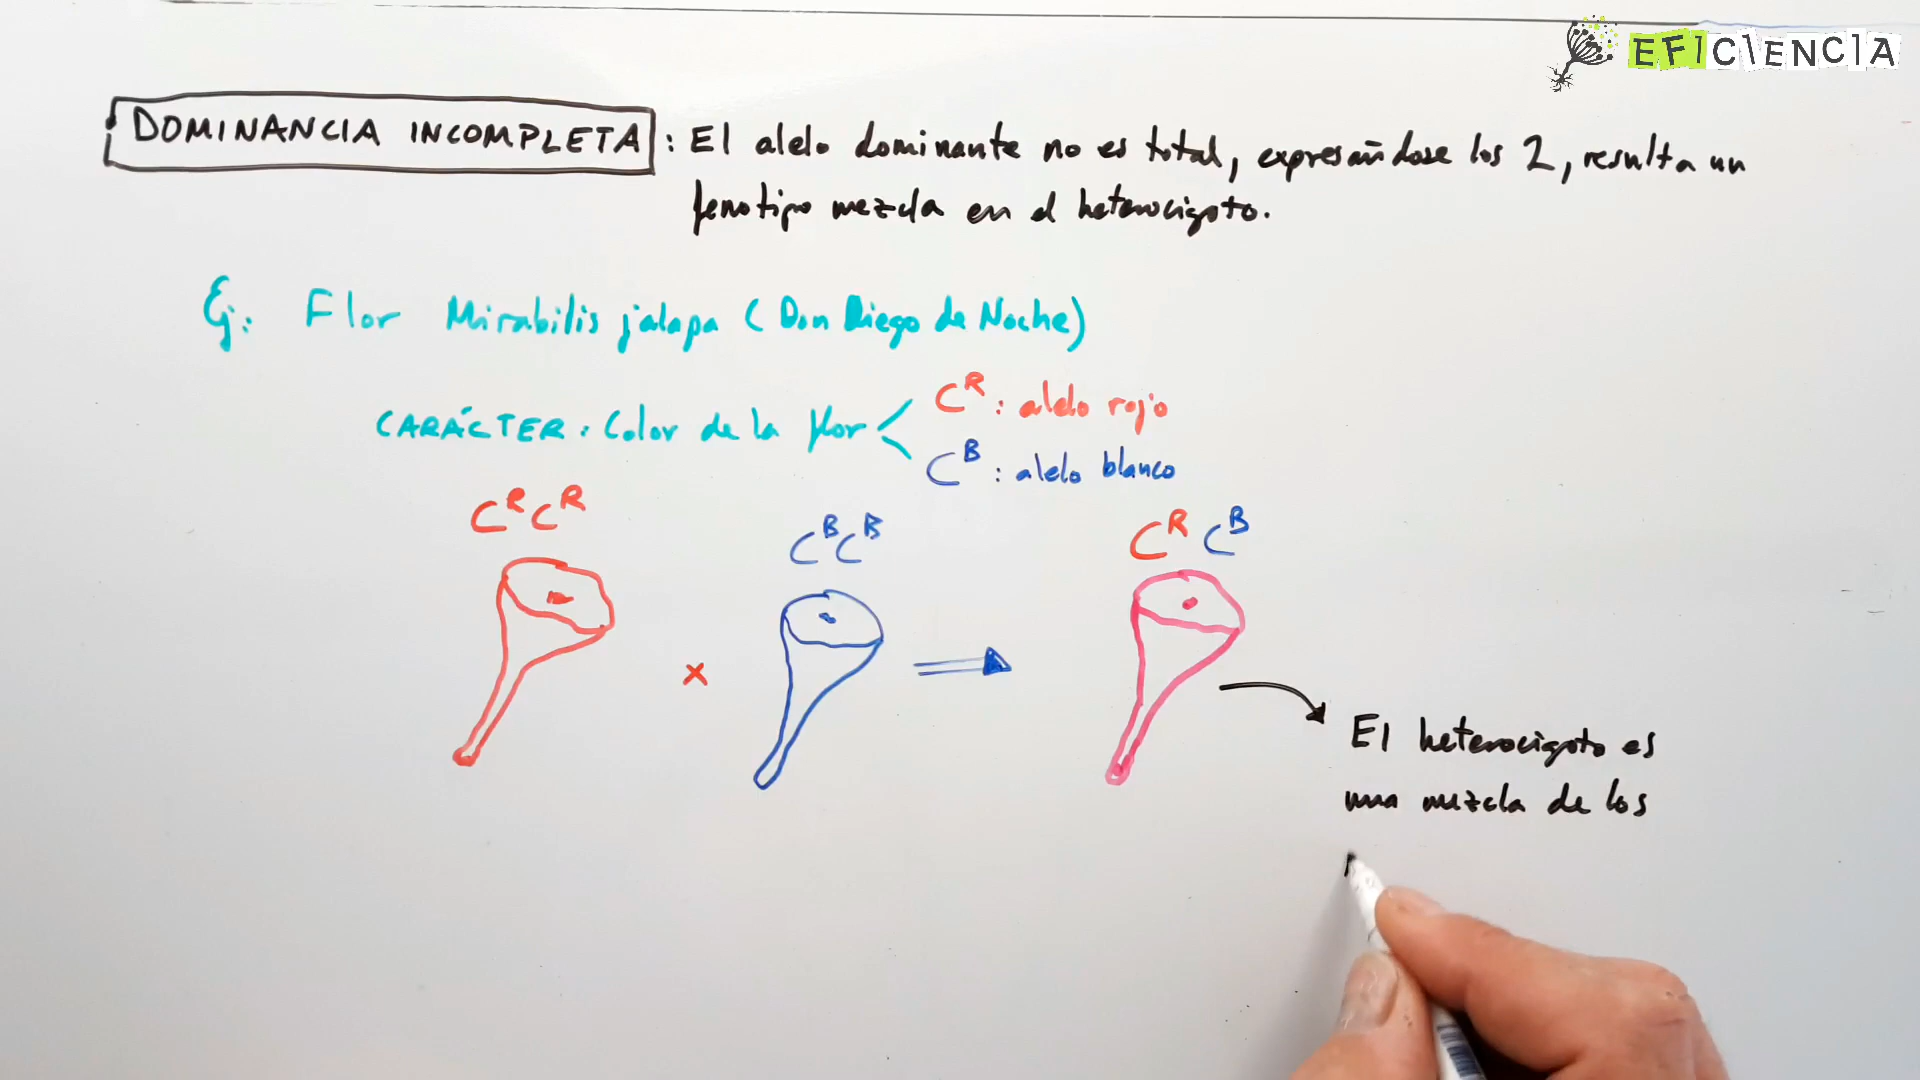 EFICIENCIA
DOMINANCIA INCOMPLETA : El alelo dominante no es total, expresándose los 2, resulta un
fenotipo mezcla en el heterocigoto.
Ej: Flor Mirabilis jalapa (Don Diego de Noche)
CARÁCTER: Color de la flor
C^R: alelo rojo
C^B: alelo blanco
C^R C^R
C^B C^B
C^R C^B
x
El heterocigoto es
una mezcla de los